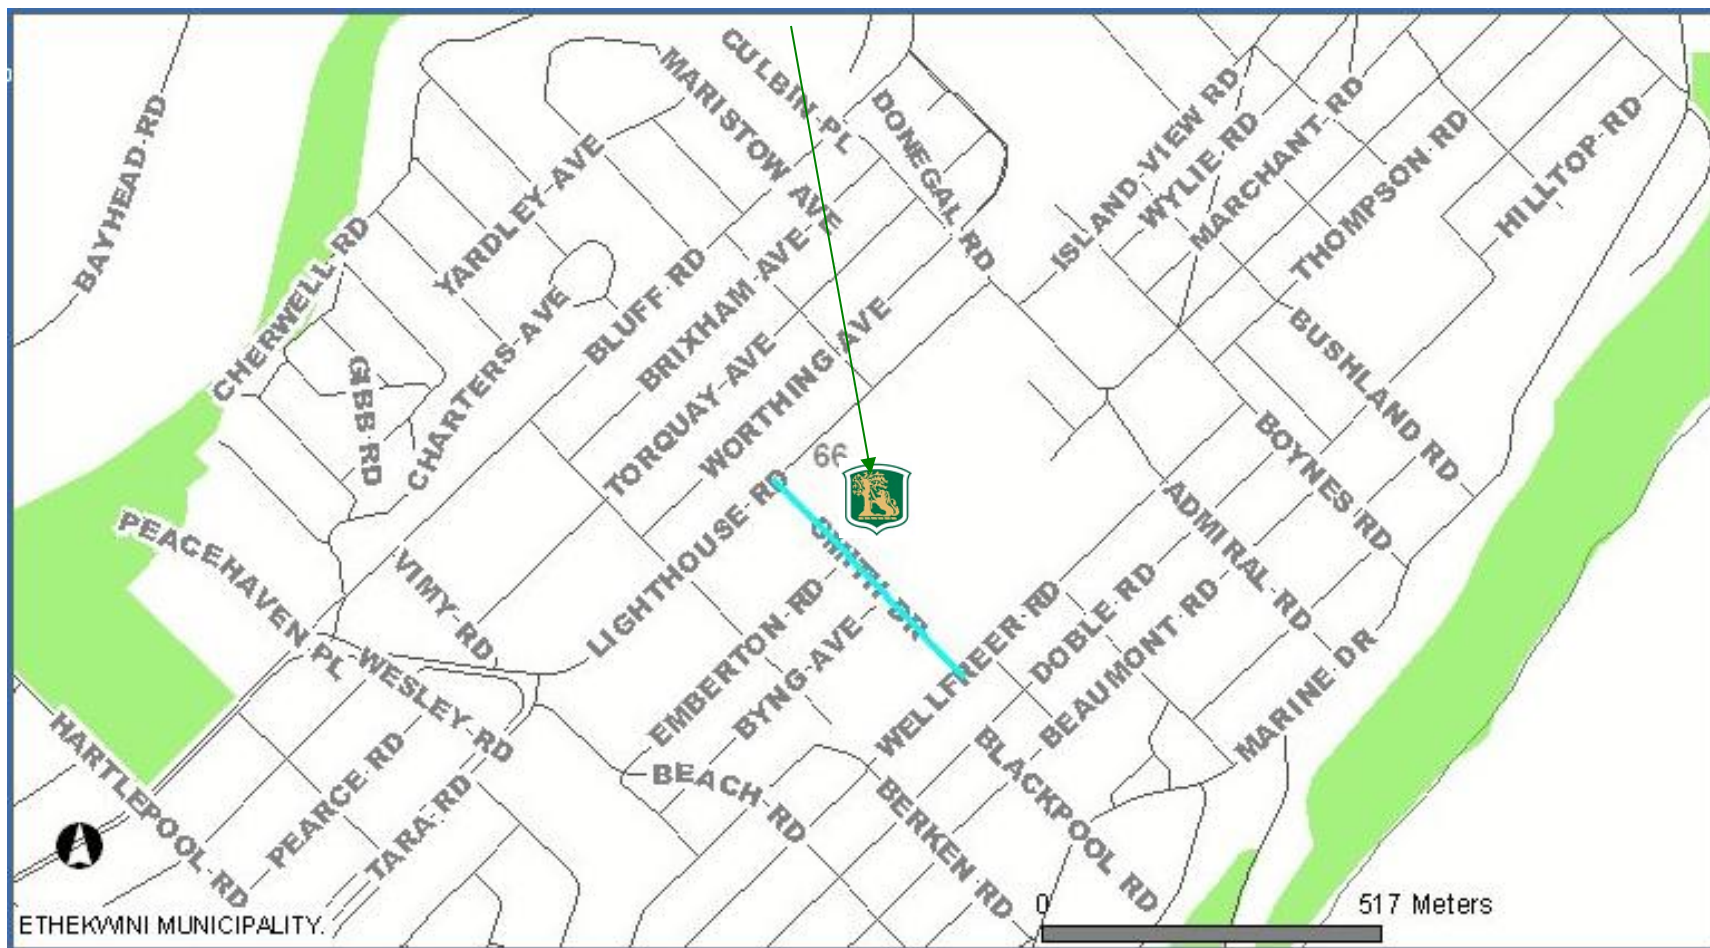 CULBIN PL
MARISTOW AVE
DONEGAL RD
BAYHEAD RD
YARDLEY AVE
ISLAND VIEW RD
WYLIE RD
MARCHANT RD
THOMPSON RD
HILLTOP RD
CHERWELL RD
BLUFF RD
BRIXHAM AVE
CHARTERS AVE
GIBB RD
TORQUAY AVE
WORTHING AVE
BUSHLAND RD
BOYNES RD
66
LIGHTHOUSE RD
SMITH DR
ADMIRAL RD
PEACEHAVEN PL
VIMY RD
WESLEY RD
EMBERTON RD
BYNG AVE
WELLFREER RD
DOBLE RD
BEAUMONT RD
MARINE DR
HARTLEPOOL RD
PEARCE RD
TARA RD
BEACH RD
BERKEN RD
BLACKPOOL RD
0
517 Meters
ETHEKWINI MUNICIPALITY.